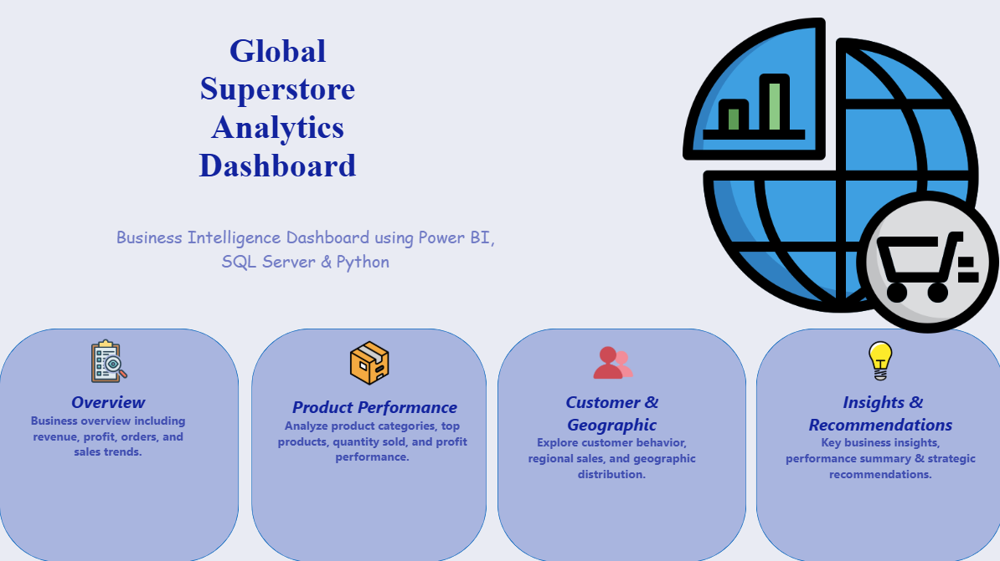 Global
Superstore
Analytics
Dashboard
Business Intelligence Dashboard using Power BI,
SQL Server & Python
Overview
Business overview including
revenue, profit, orders, and
sales trends.
Product Performance
Analyze product categories, top
products, quantity sold, and profit
performance.
Customer &
Geographic
Explore customer behavior,
regional sales, and geographic
distribution.
Insights &
Recommendations
Key business insights,
performance summary & strategic
recommendations.